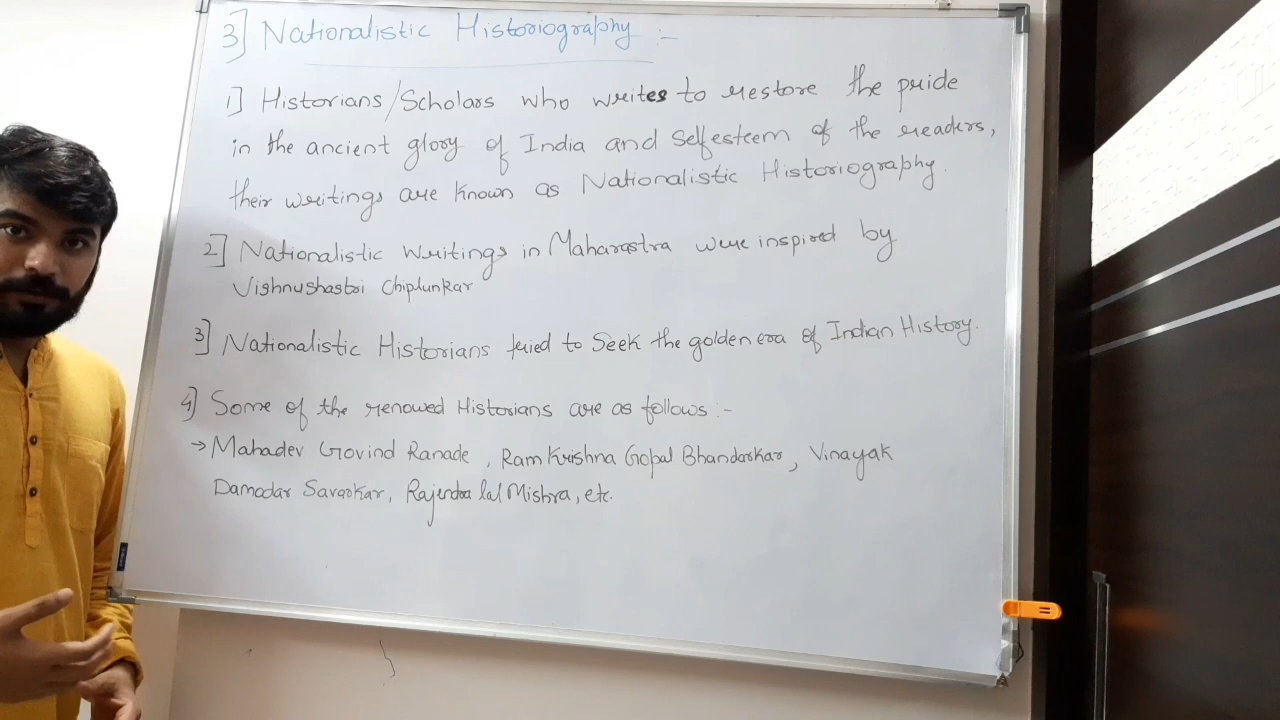 3] Nationalistic Historiography :-
1] Historians/Scholars who writes to restore the pride
in the ancient glory of India and selfesteem of the readers,
their writings are known as Nationalistic Historiography.
2] Nationalistic Writings in Maharastra were inspired by
Vishnushastri Chiplunkar
3] Nationalistic Historians tried to Seek the golden era of Indian History.
4] Some of the renowed Historians are as follows :-
→ Mahadev Govind Ranade, Ram Krishna Gopal Bhandarkar, Vinayak
Damodar Savarkar, Rajendra lal Mishra, etc.